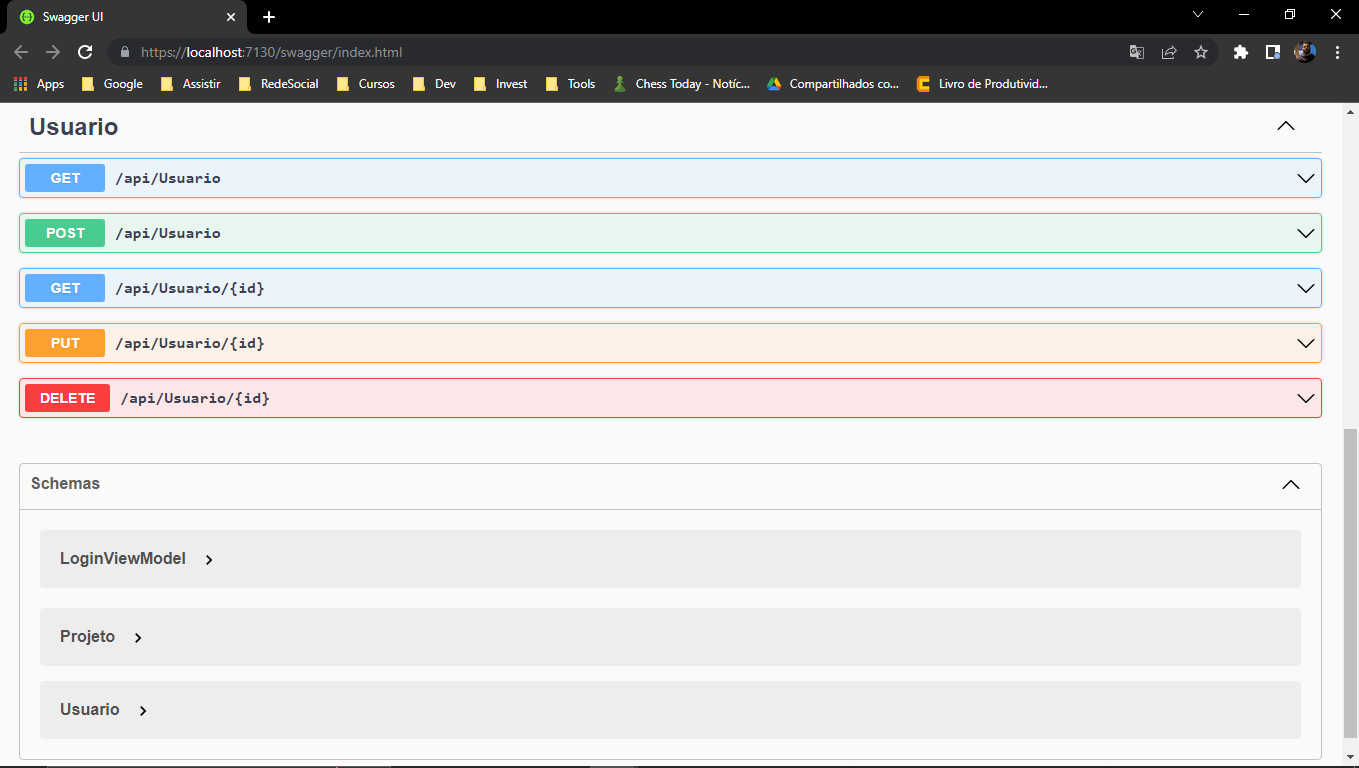 Swagger UI
https://localhost:7130/swagger/index.html
Apps Google Assistir RedeSocial Cursos Dev Invest Tools Chess Today - Notíc... Compartilhados co... Livro de Produtivid...
Usuario
GET /api/Usuario
POST /api/Usuario
GET /api/Usuario/{id}
PUT /api/Usuario/{id}
DELETE /api/Usuario/{id}
Schemas
LoginViewModel
Projeto
Usuario